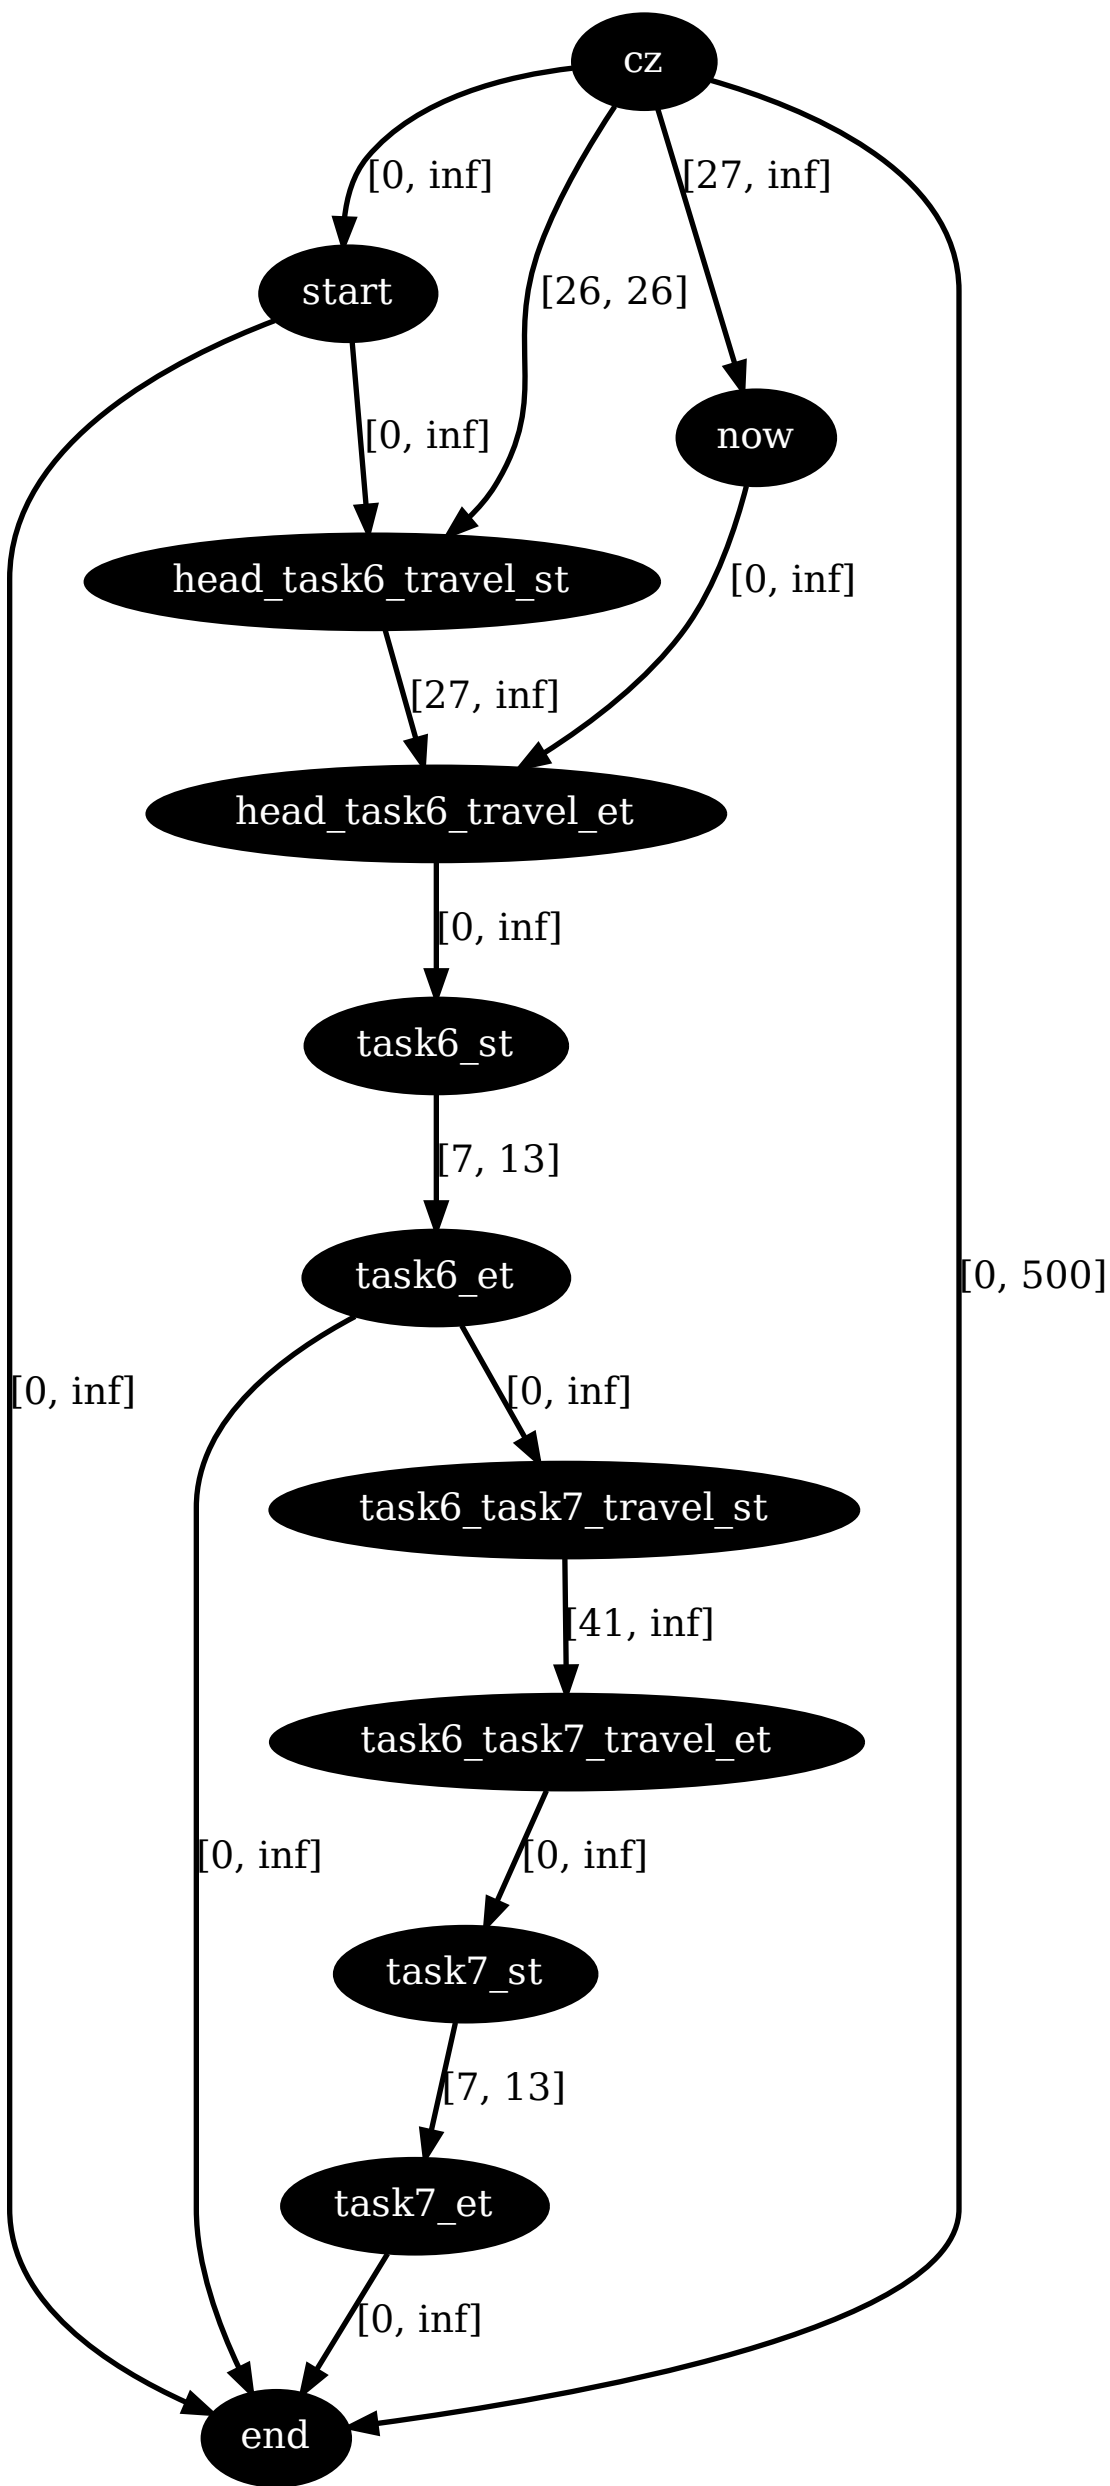 cz
[0, inf]
[27, inf]
start
[26, 26]
now
[0, inf]
head_task6_travel_st
[0, inf]
[27, inf]
head_task6_travel_et
[0, inf]
task6_st
[7, 13]
task6_et
[0, 500]
[0, inf]
[0, inf]
task6_task7_travel_st
[41, inf]
task6_task7_travel_et
[0, inf]
[0, inf]
task7_st
[7, 13]
task7_et
[0, inf]
end